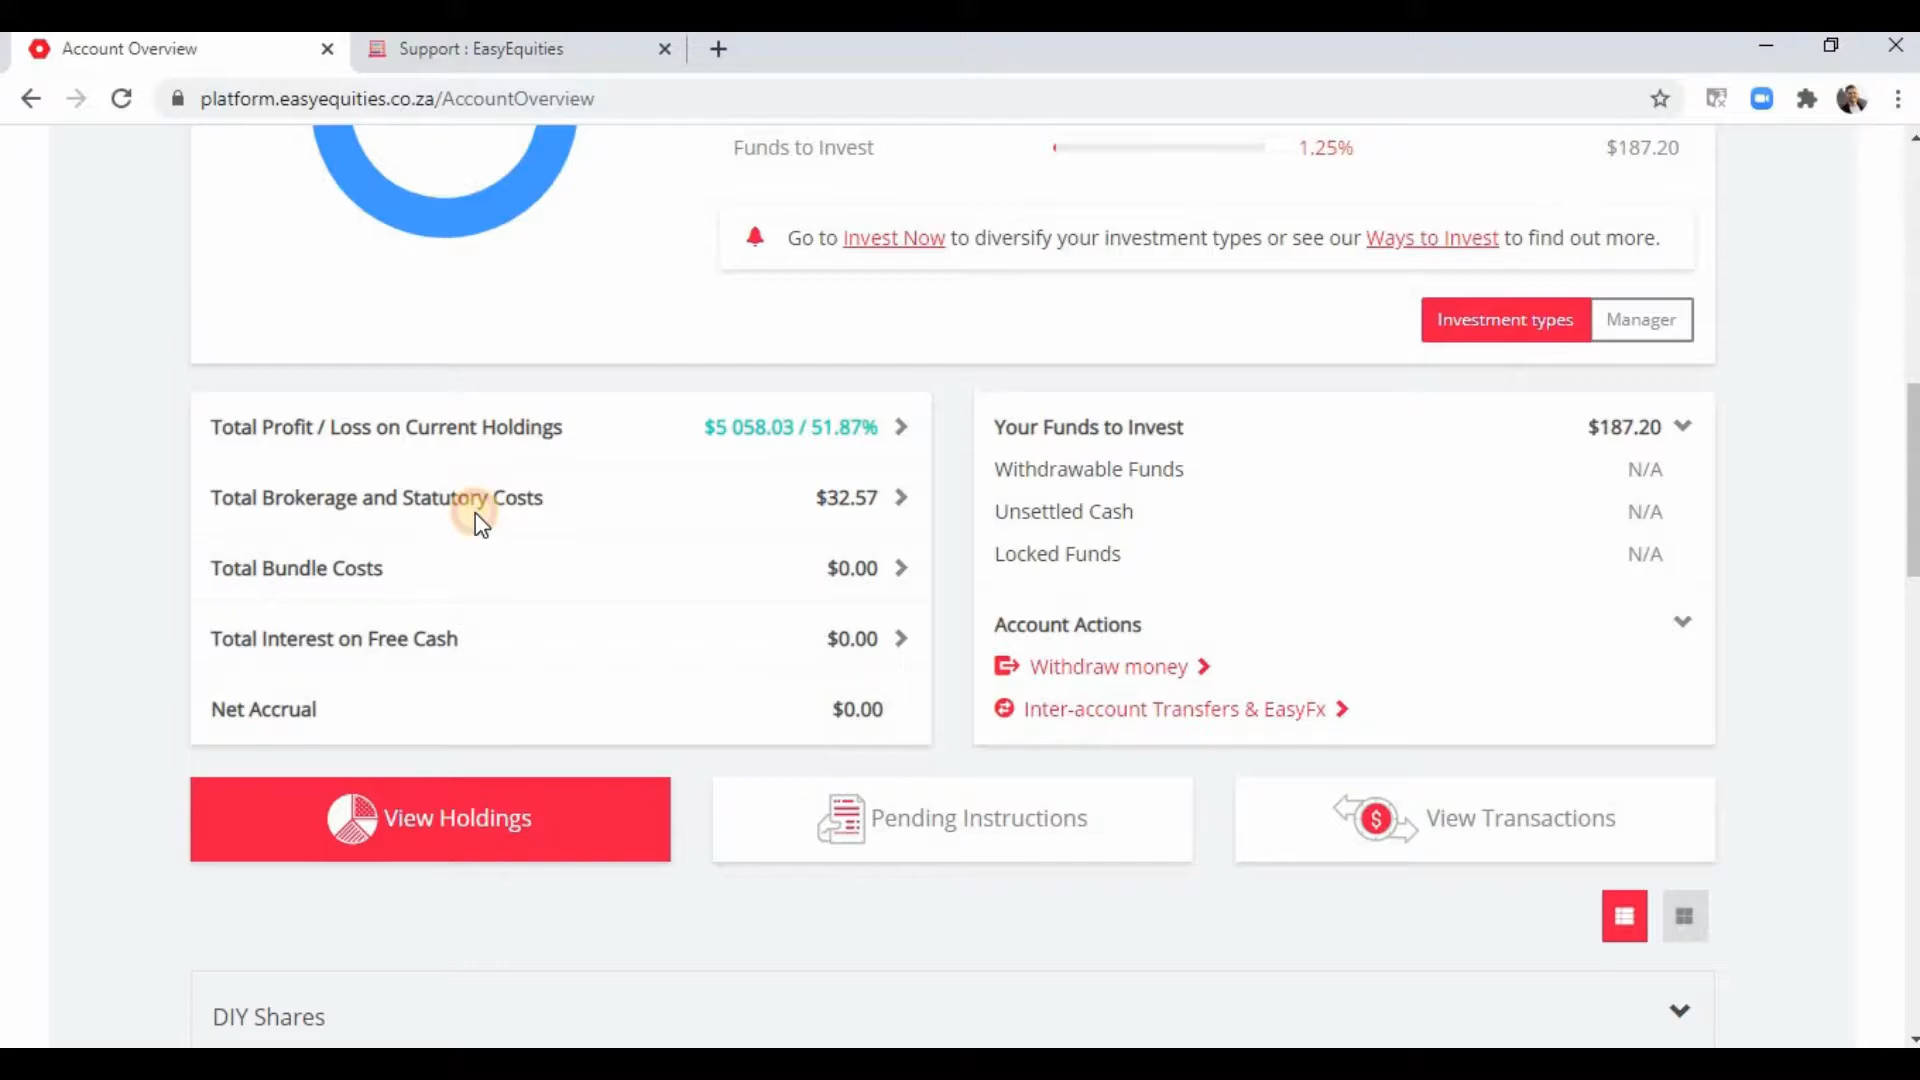 Account Overview
Support : EasyEquities
platform.easyequities.co.za/AccountOverview
Funds to Invest 1.25% $187.20
Go to Invest Now to diversify your investment types or see our Ways to Invest to find out more.
Investment types Manager
Total Profit / Loss on Current Holdings $5 058.03 / 51.87%
Total Brokerage and Statutory Costs $32.57
Total Bundle Costs $0.00
Total Interest on Free Cash $0.00
Net Accrual $0.00
Your Funds to Invest $187.20
Withdrawable Funds N/A
Unsettled Cash N/A
Locked Funds N/A
Account Actions
Withdraw money
Inter-account Transfers & EasyFx
View Holdings
Pending Instructions
$ View Transactions
DIY Shares